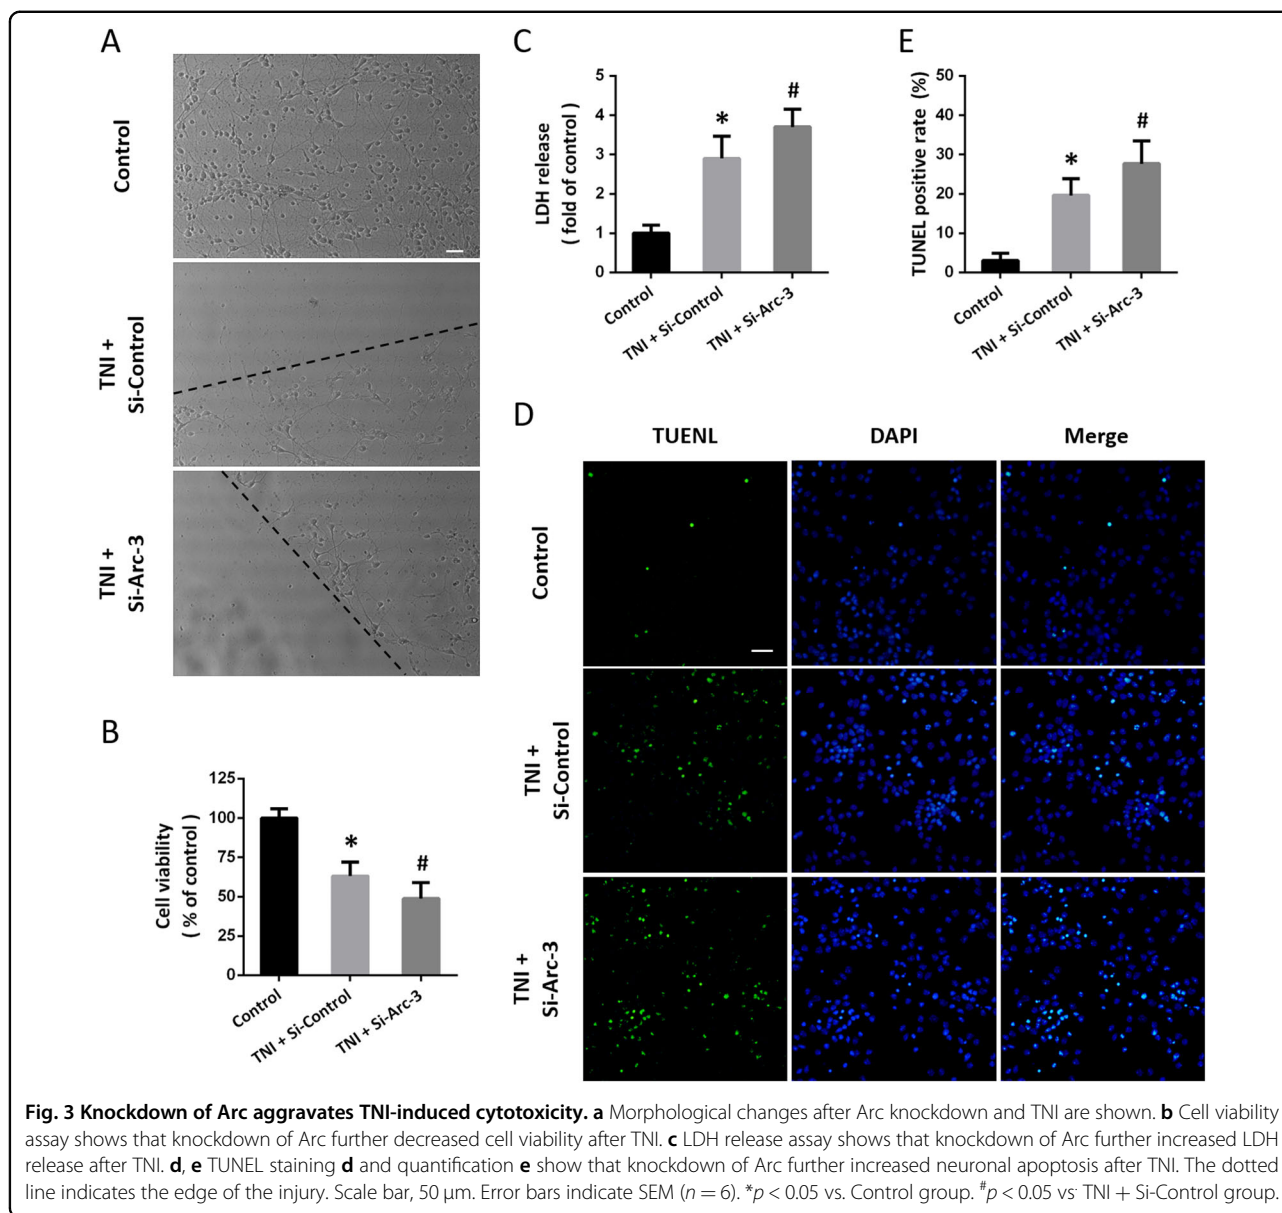 A
Control
TNI +
Si-Control
TNI +
Si-Arc-3
B
Cell viability
( % of control )
125
100
75
50
25
0
*
#
Control
TNI + Si-Control
TNI + Si-Arc-3
C
LDH release
( fold of control )
5
4
3
2
1
0
*
#
Control
TNI + Si-Control
TNI + Si-Arc-3
E
TUNEL positive rate (%)
50
40
30
20
10
0
*
#
Control
TNI + Si-Control
TNI + Si-Arc-3
D
TUENL
DAPI
Merge
Control
TNI +
Si-Control
TNI +
Si-Arc-3
Fig. 3 Knockdown of Arc aggravates TNI-induced cytotoxicity. a Morphological changes after Arc knockdown and TNI are shown. b Cell viability
assay shows that knockdown of Arc further decreased cell viability after TNI. c LDH release assay shows that knockdown of Arc further increased LDH
release after TNI. d, e TUNEL staining d and quantification e show that knockdown of Arc further increased neuronal apoptosis after TNI. The dotted
line indicates the edge of the injury. Scale bar, 50 μm. Error bars indicate SEM (n = 6). *p < 0.05 vs. Control group. #p < 0.05 vs. TNI + Si-Control group.